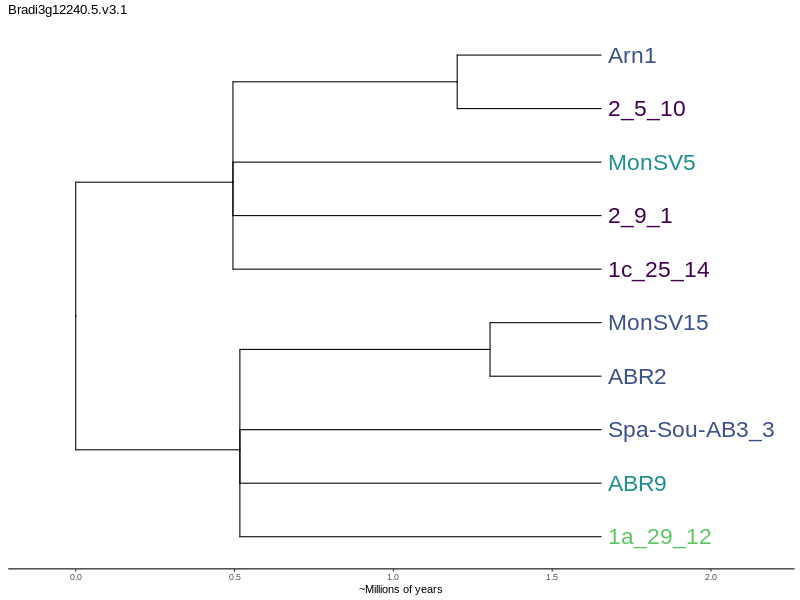 Bradi3g12240.5.v3.1
Arn1
2_5_10
MonSV5
2_9_1
1c_25_14
MonSV15
ABR2
Spa-Sou-AB3_3
ABR9
1a_29_12
0.0 0.5 1.0 1.5 2.0
~Millions of years